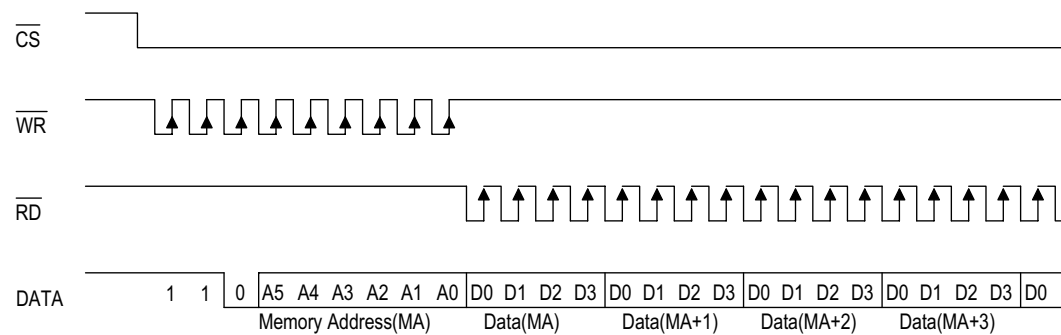 CS
WR
RD
DATA 1 1 0 A5 A4 A3 A2 A1 A0 D0 D1 D2 D3 D0 D1 D2 D3 D0 D1 D2 D3 D0 D1 D2 D3 D0
Memory Address(MA) Data(MA) Data(MA+1) Data(MA+2) Data(MA+3)